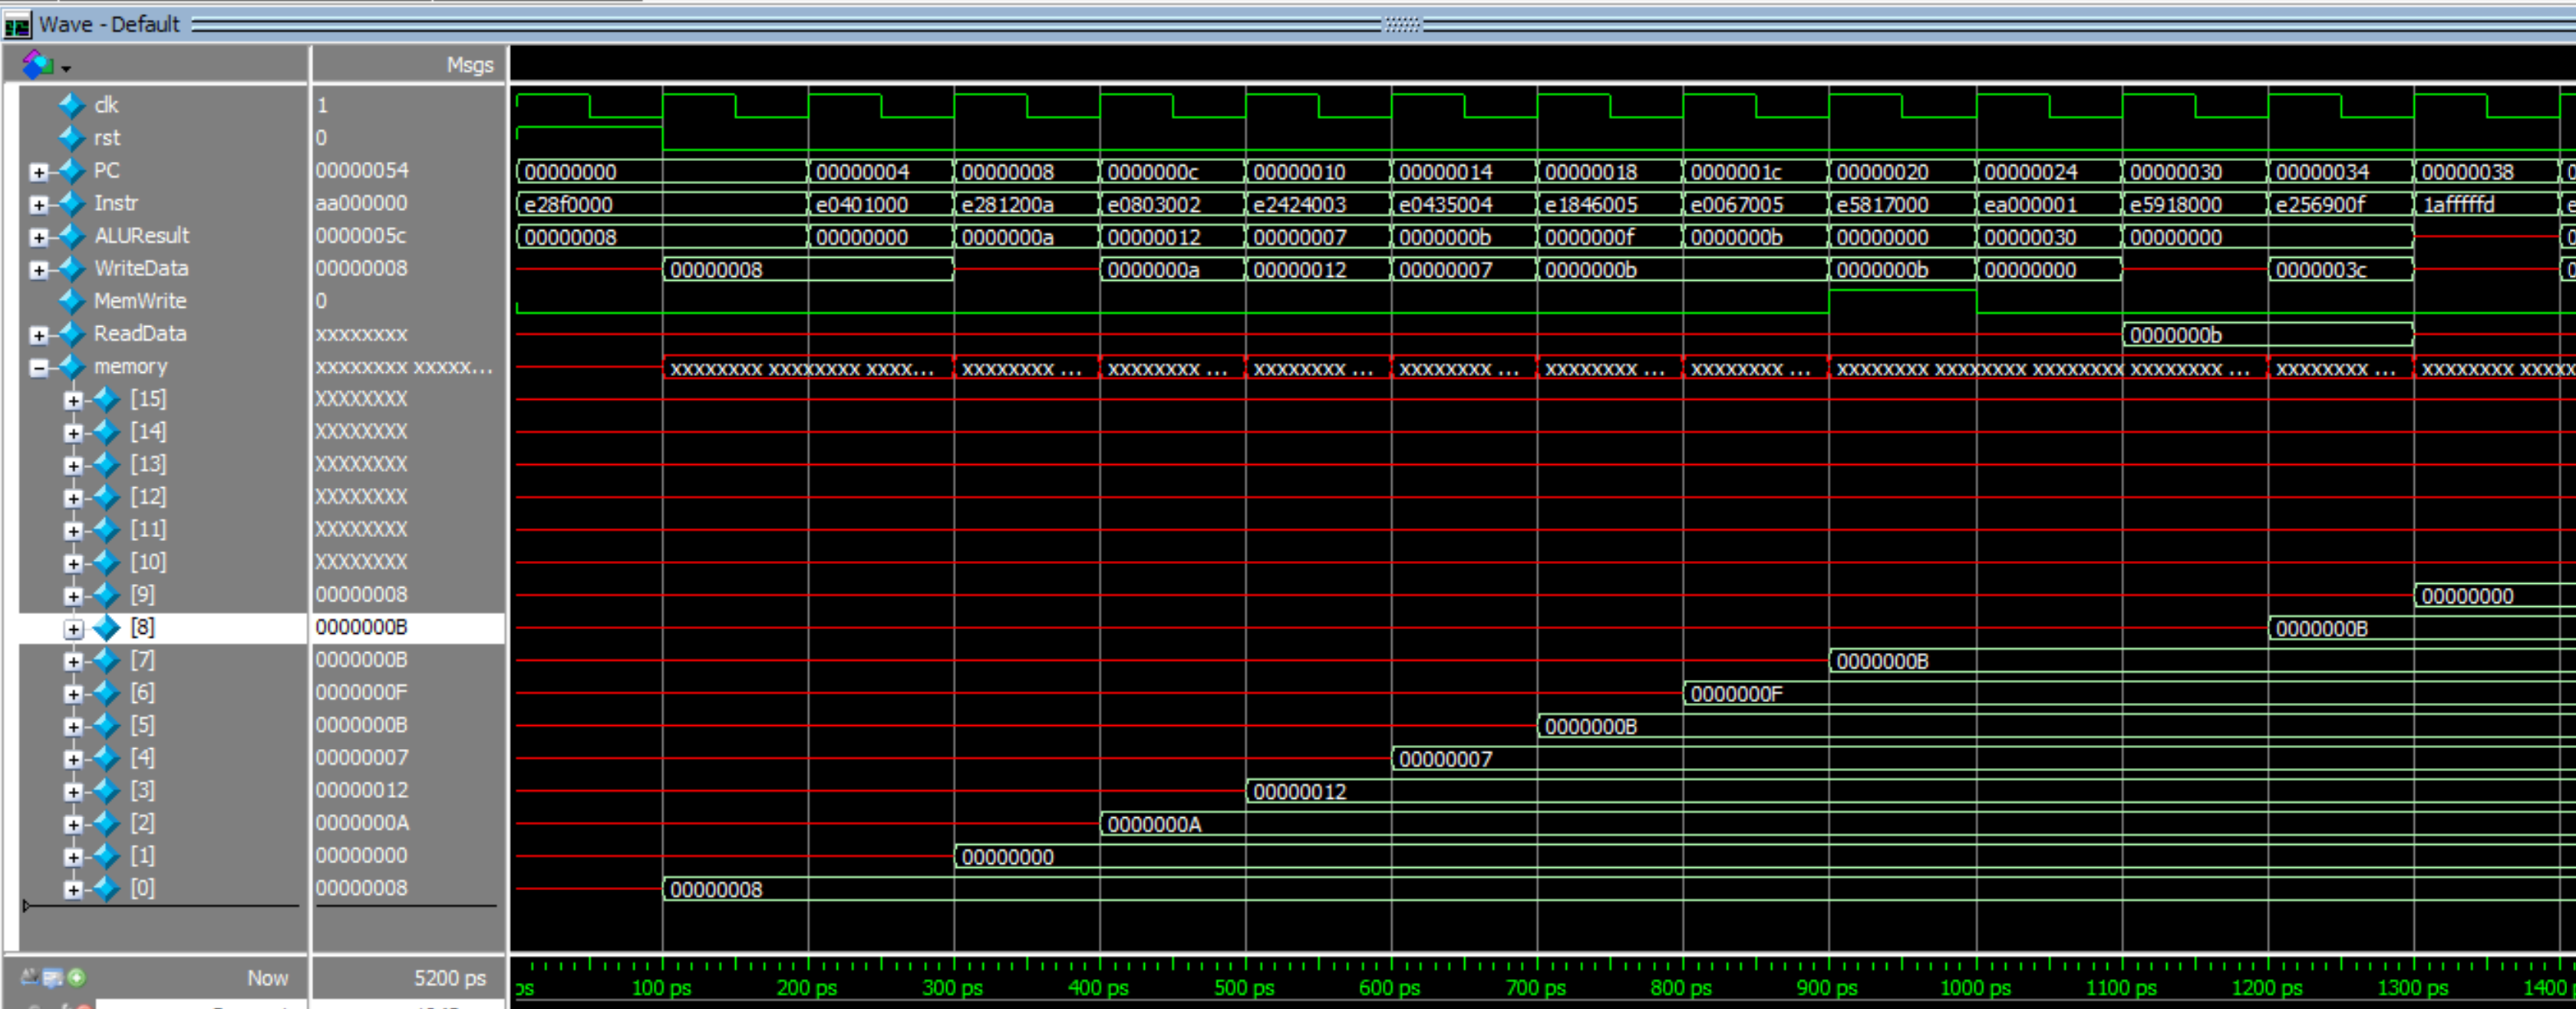 Wave - Default
Msgs
clk 1
rst 0
PC 00000054 00000000 00000004 00000008 0000000c 00000010 00000014 00000018 0000001c 00000020 00000024 00000030 00000034 00000038
Instr aa000000 e28f0000 e0401000 e281200a e0803002 e2424003 e0435004 e1846005 e0067005 e5817000 ea000001 e5918000 e256900f 1afffffd
ALUResult 0000005c 00000008 00000000 0000000a 00000012 00000007 0000000b 0000000f 0000000b 00000000 00000030 00000000
WriteData 00000008 00000008 0000000a 00000012 00000007 0000000b 0000000b 00000000 0000003c
MemWrite 0
ReadData xxxxxxxx 0000000b
memory xxxxxxxx xxxxx... xxxxxxxx xxxxxxxx xxxx... xxxxxxxx ... xxxxxxxx ... xxxxxxxx ... xxxxxxxx ... xxxxxxxx ... xxxxxxxx ... xxxxxxxx xxxxxxxx xxxxxxxx xxxxxxxx ... xxxxxxxx ... xxxxxxxx xxxxx
[15] XXXXXXXX
[14] XXXXXXXX
[13] XXXXXXXX
[12] XXXXXXXX
[11] XXXXXXXX
[10] XXXXXXXX
[9] 00000008 00000000
[8] 0000000B 0000000B
[7] 0000000B 0000000B
[6] 0000000F 0000000F
[5] 0000000B 0000000B
[4] 00000007 00000007
[3] 00000012 00000012
[2] 0000000A 0000000A
[1] 00000000 00000000
[0] 00000008 00000008
Now 5200 ps ps 100 ps 200 ps 300 ps 400 ps 500 ps 600 ps 700 ps 800 ps 900 ps 1000 ps 1100 ps 1200 ps 1300 ps 1400 p